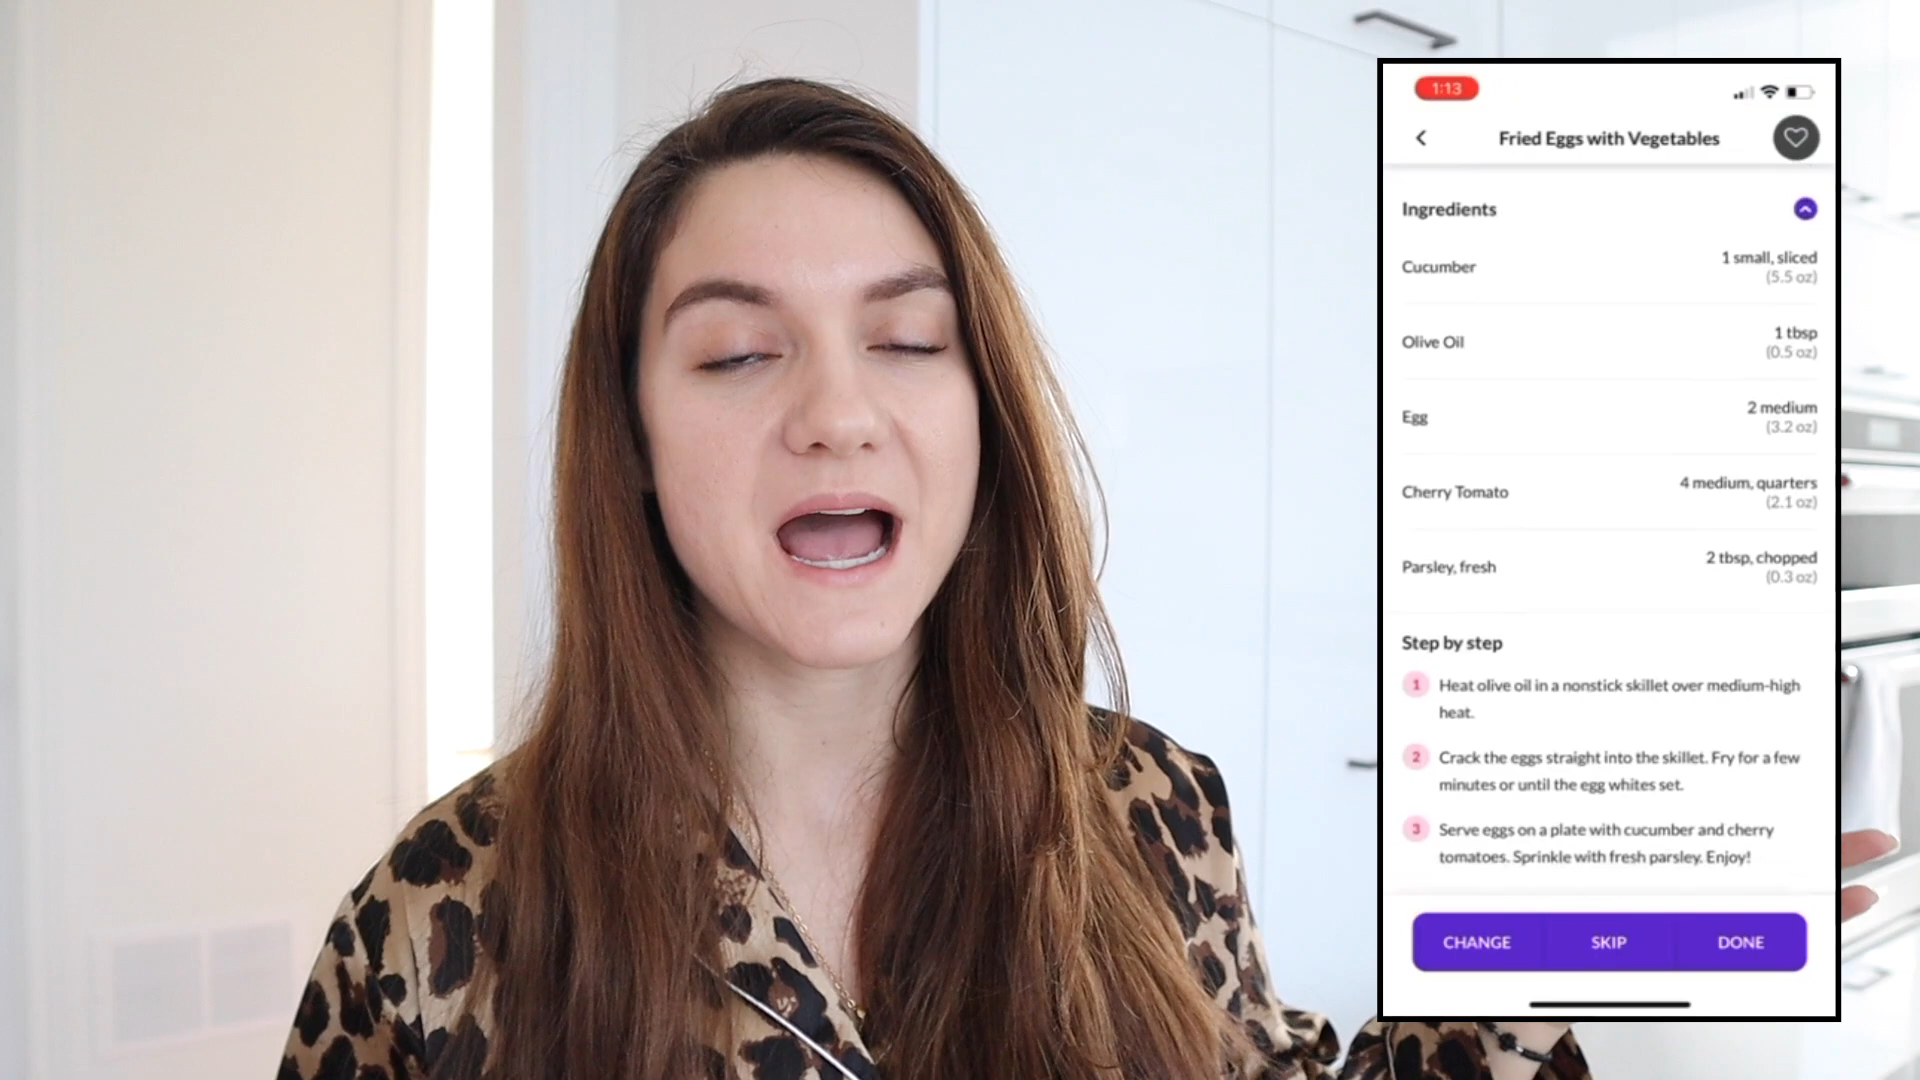 1:13
Fried Eggs with Vegetables
Ingredients
Cucumber
1 small, sliced
(5.5 oz)
Olive Oil
1 tbsp
(0.5 oz)
Egg
2 medium
(3.2 oz)
Cherry Tomato
4 medium, quarters
(2.1 oz)
Parsley, fresh
2 tbsp, chopped
(0.3 oz)
Step by step
1 Heat olive oil in a nonstick skillet over medium-high
heat.
2 Crack the eggs straight into the skillet. Fry for a few
minutes or until the egg whites set.
3 Serve eggs on a plate with cucumber and cherry
tomatoes. Sprinkle with fresh parsley. Enjoy!
CHANGE SKIP DONE